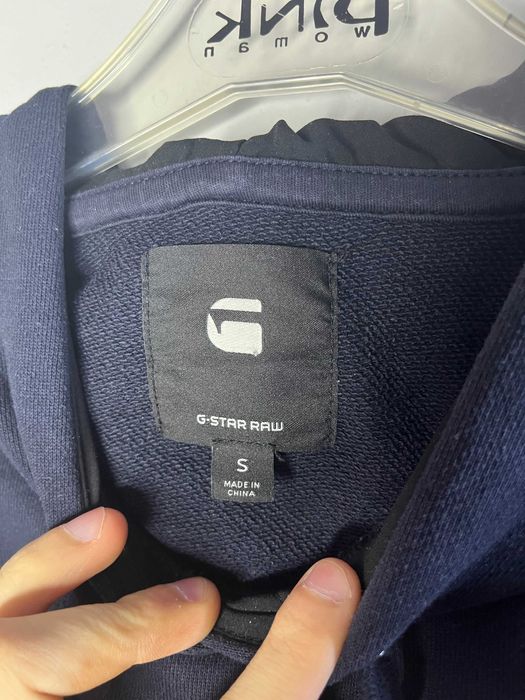 pink
woman
G-STAR RAW
S
MADE IN
CHINA